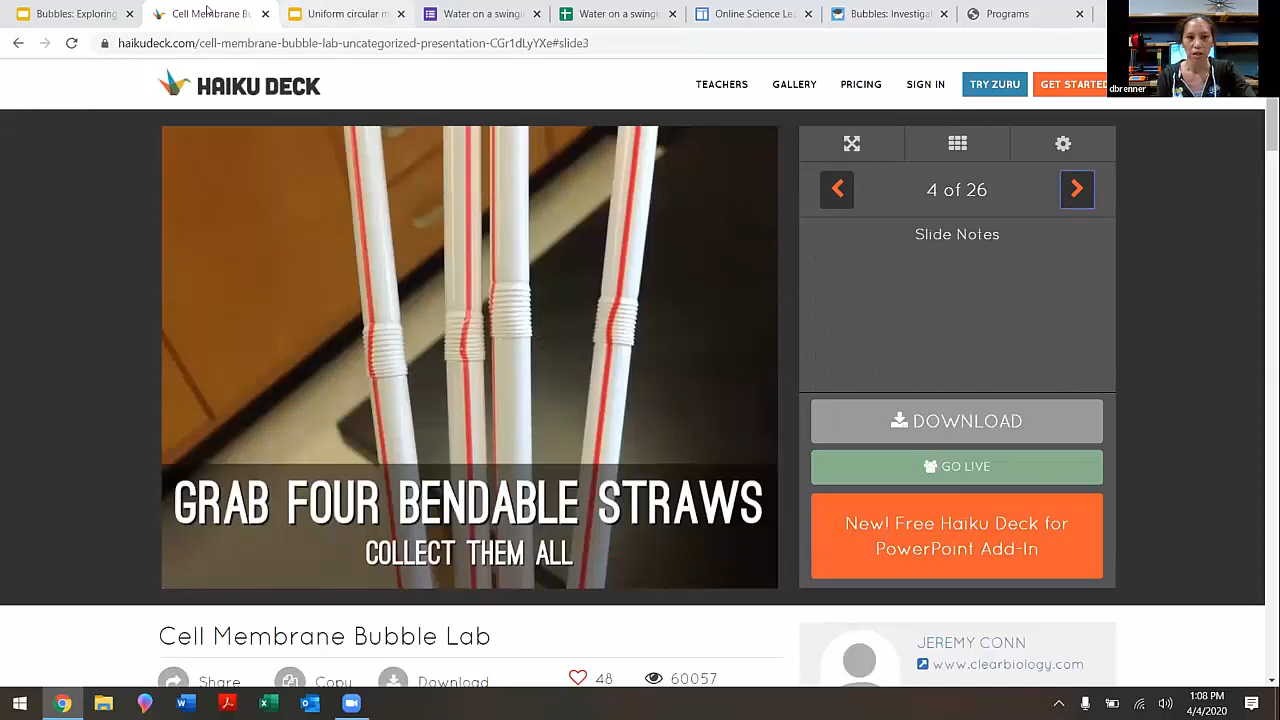 Bubbles: Exploring
Cell Membrane Bu
Uniform circular m
Water on a swing
Water on a swing
Online Science Le
Bubbles: Investiga
Programs
haikudeck.com/cell-membrane-bubble-lab-uncategorized-presentation-CGr1dLyYXe#slide3
dbrenner
HAIKU DECK
TEACHERS
GALLERY
PRICING
SIGN IN
TRY ZURU
GET STARTED
4 of 26
Slide Notes
GRAB FOUR BENDABLE STRAWS
COLLECT THEM ALL
DOWNLOAD
GO LIVE
New! Free Haiku Deck for
PowerPoint Add-In
Cell Membrane Bubble Lab
Share
Copy
Download
48
60057
JEREMY CONN
www.clearbiology.com
1:08 PM
4/4/2020